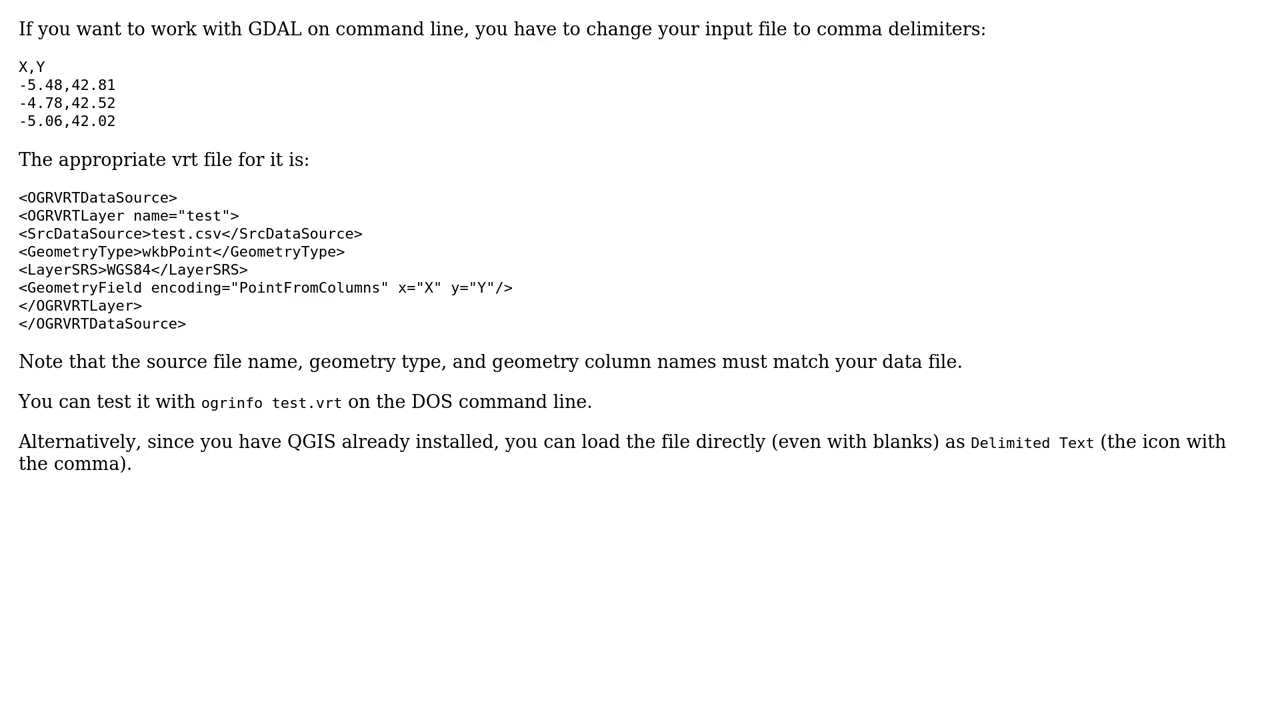 If you want to work with GDAL on command line, you have to change your input file to comma delimiters:
X,Y
-5.48,42.81
-4.78,42.52
-5.06,42.02
The appropriate vrt file for it is:
<OGRVRTDataSource>
<OGRVRTLayer name="test">
<SrcDataSource>test.csv</SrcDataSource>
<GeometryType>wkbPoint</GeometryType>
<LayerSRS>WGS84</LayerSRS>
<GeometryField encoding="PointFromColumns" x="X" y="Y"/>
</OGRVRTLayer>
</OGRVRTDataSource>
Note that the source file name, geometry type, and geometry column names must match your data file.
You can test it with ogrinfo test.vrt on the DOS command line.
Alternatively, since you have QGIS already installed, you can load the file directly (even with blanks) as Delimited Text (the icon with
the comma).